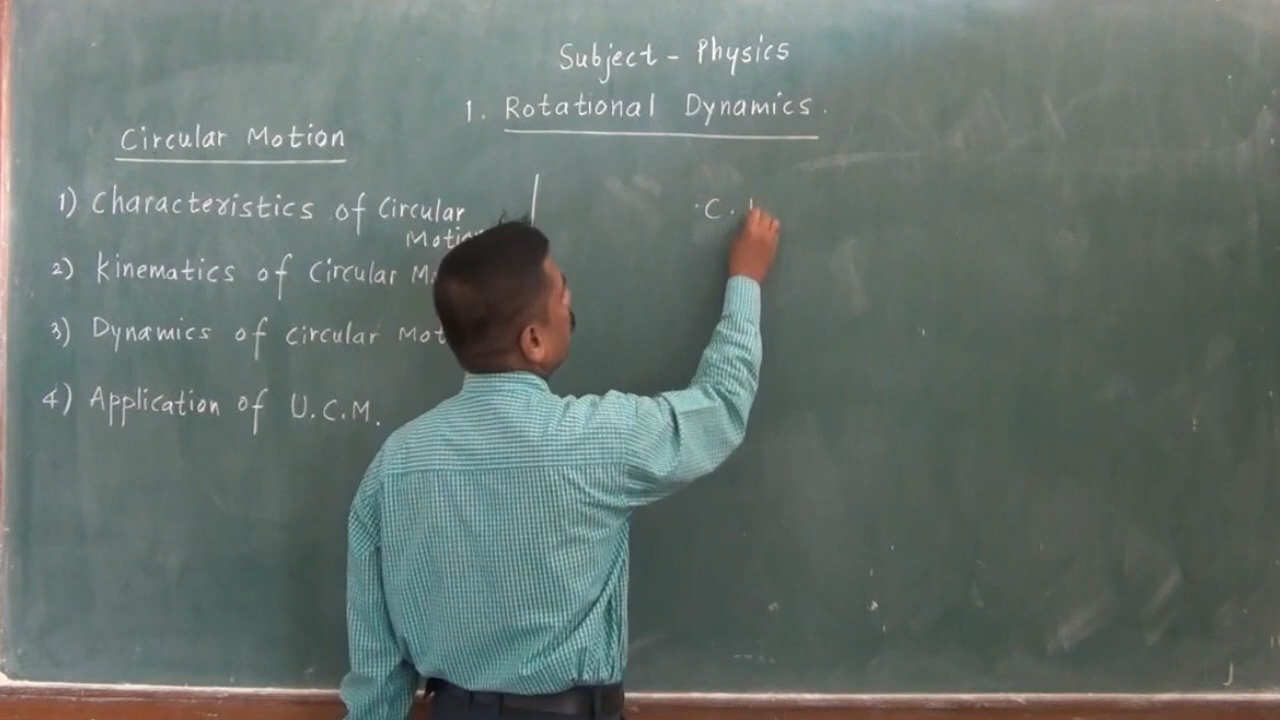 Subject - Physics
1. Rotational Dynamics.
Circular Motion
1) Characteristics of Circular
Motion
2) Kinematics of Circular
3) Dynamics of Circular
4) Application of U.C.M.
C.